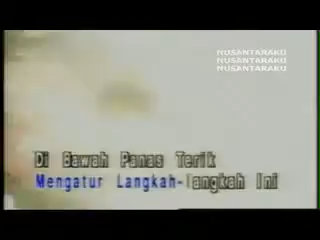 NUSANTARAKU
NUSANTARAKU
NUSANTARAKU
Di Bawah Panas Terik
Mengatur Langkah-langkah Ini